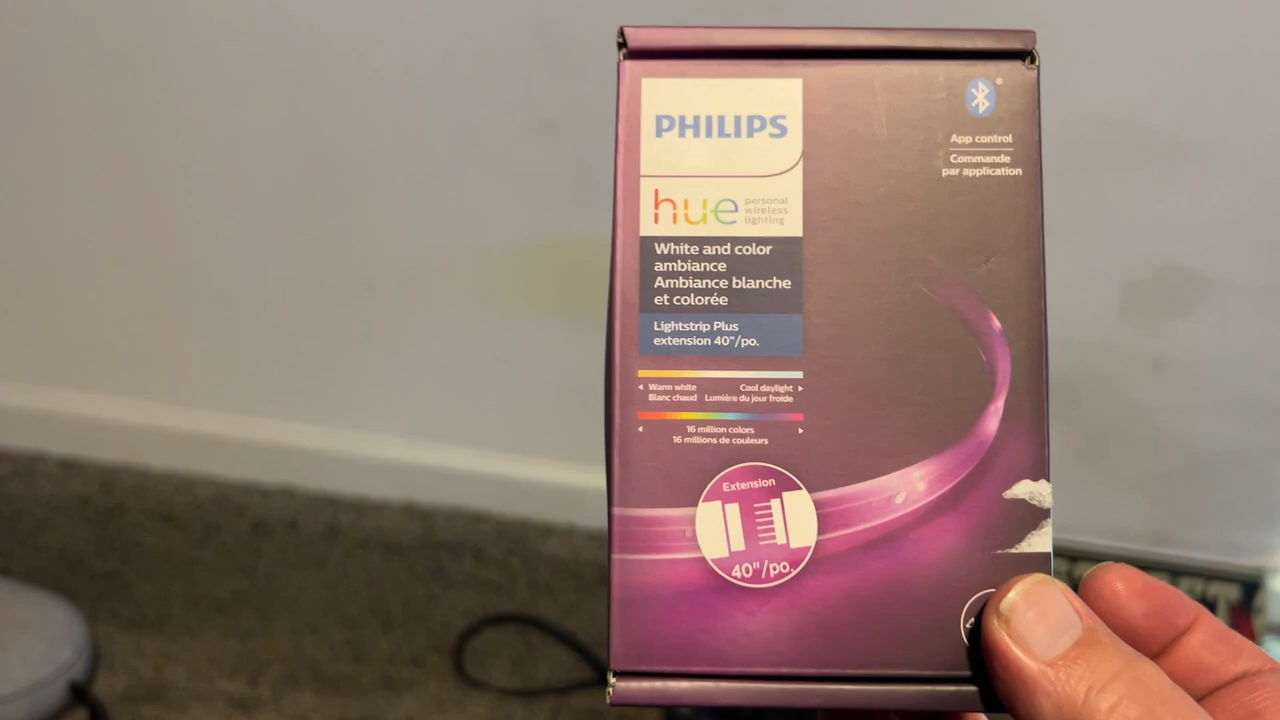 PHILIPS
hue
personal
wireless
lighting
White and color
ambiance
Ambiance blanche
et colorée
Lightstrip Plus
extension 40"/po.
Warm white
Blanc chaud
Cool daylight
Lumière du jour froide
16 million colors
16 millions de couleurs
Extension
40"/po.
App control
Commande
par application